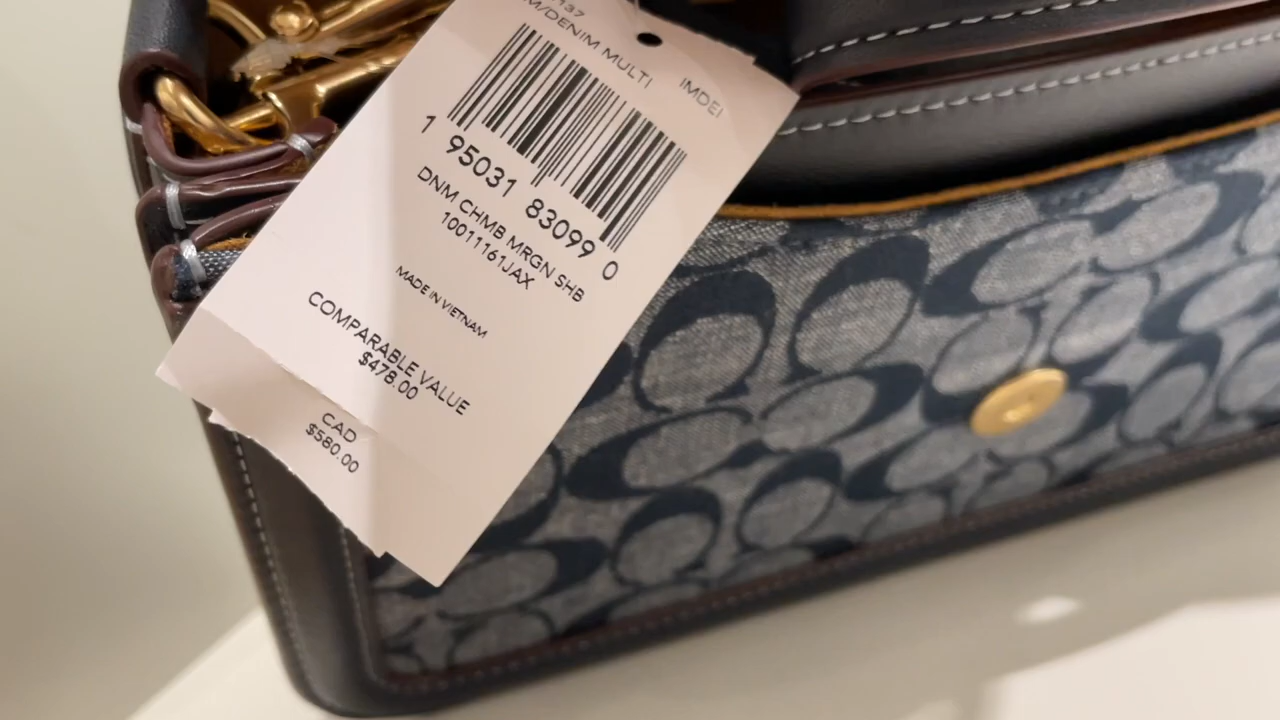 M/DENIM MULTI IMDEI
1 95031 83099 0
DNM CHMB MRGN SHB
10011161JAX
MADE IN VIETNAM
COMPARABLE VALUE
$478.00
CAD
$580.00